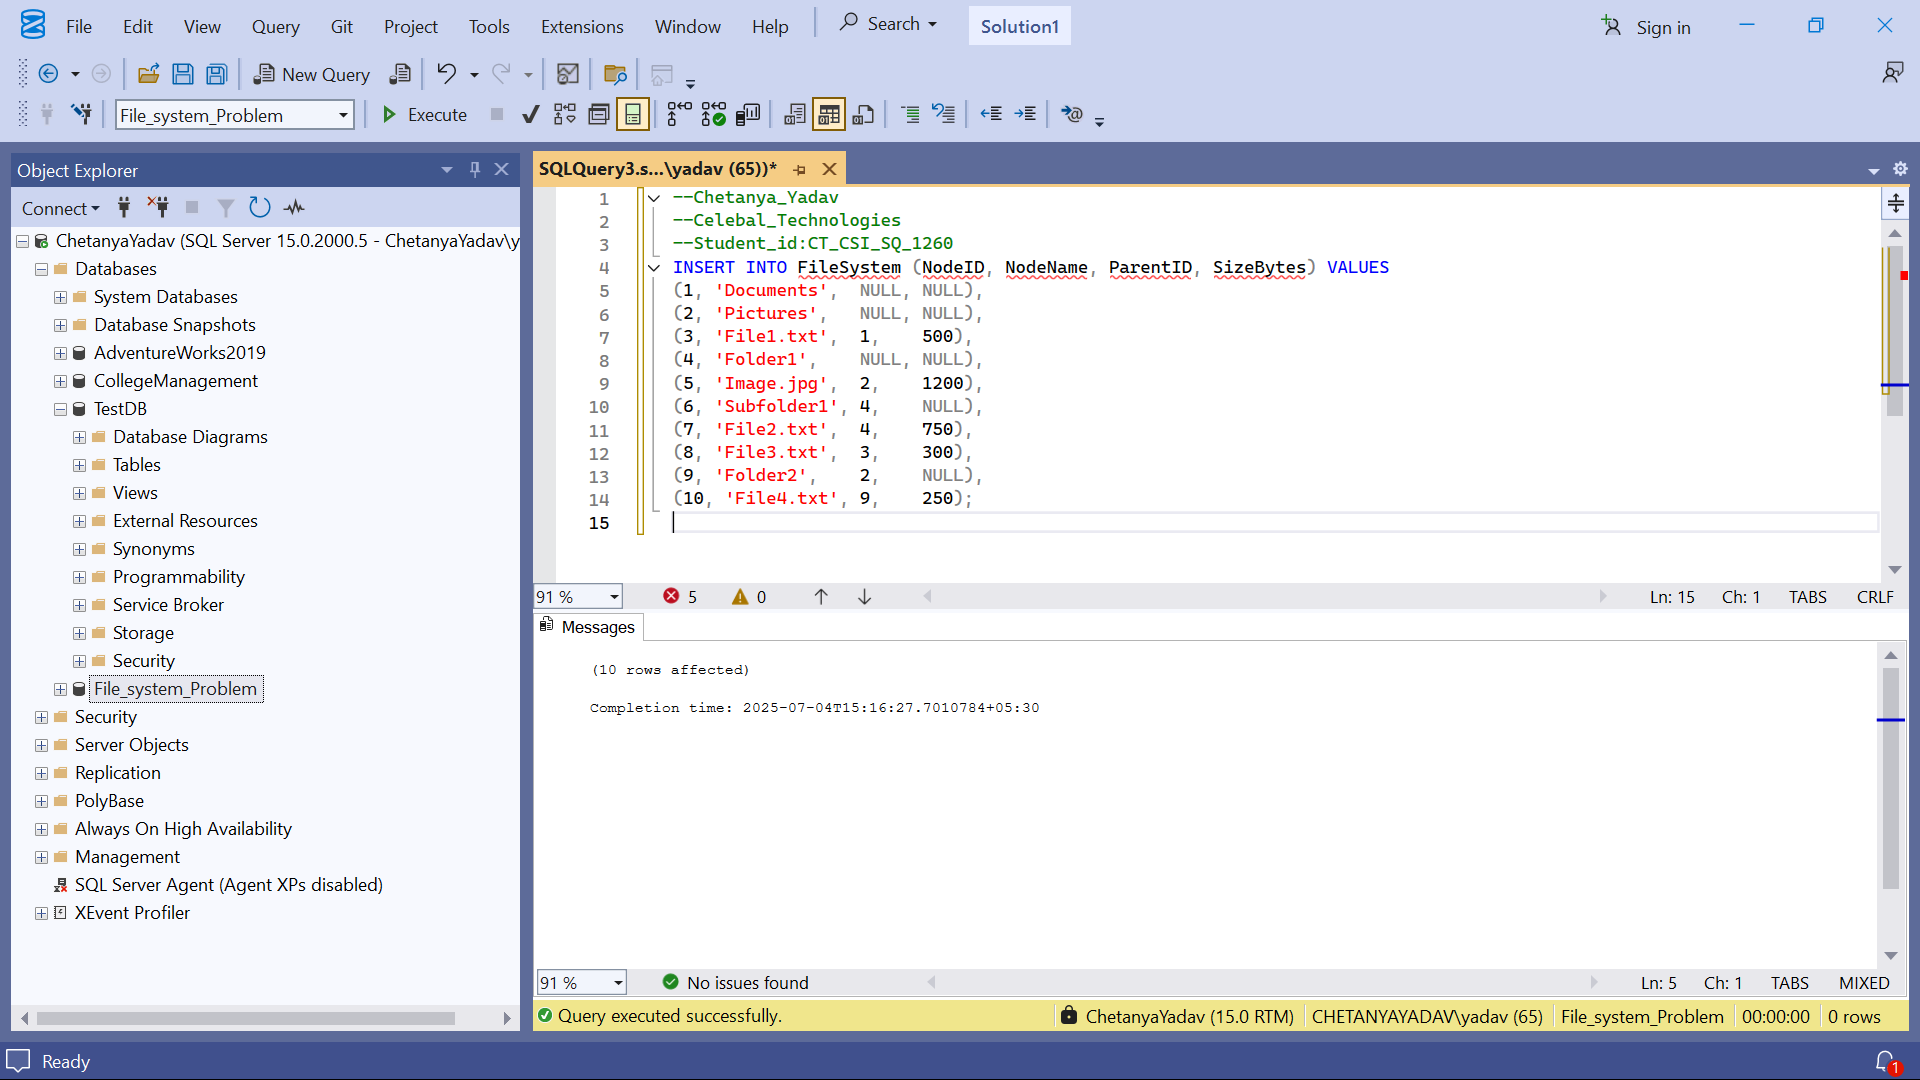 File Edit View Query Git Project Tools Extensions Window Help Search Solution1 Sign in
New Query
File_system_Problem Execute
Object Explorer
Connect
ChetanyaYadav (SQL Server 15.0.2000.5 - ChetanyaYadav\y
Databases
System Databases
Database Snapshots
AdventureWorks2019
CollegeManagement
TestDB
Database Diagrams
Tables
Views
External Resources
Synonyms
Programmability
Service Broker
Storage
Security
File_system_Problem
Security
Server Objects
Replication
PolyBase
Always On High Availability
Management
SQL Server Agent (Agent XPs disabled)
XEvent Profiler
SQLQuery3.s...\yadav (65))*
1 --Chetanya_Yadav
2 --Celebal_Technologies
3 --Student_id:CT_CSI_SQ_1260
4 INSERT INTO FileSystem (NodeID, NodeName, ParentID, SizeBytes) VALUES
5 (1, 'Documents', NULL, NULL),
6 (2, 'Pictures', NULL, NULL),
7 (3, 'File1.txt', 1, 500),
8 (4, 'Folder1', NULL, NULL),
9 (5, 'Image.jpg', 2, 1200),
10 (6, 'Subfolder1', 4, NULL),
11 (7, 'File2.txt', 4, 750),
12 (8, 'File3.txt', 3, 300),
13 (9, 'Folder2', 2, NULL),
14 (10, 'File4.txt', 9, 250);
15
91 % 5 0 Ln: 15 Ch: 1 TABS CRLF
Messages
(10 rows affected)
Completion time: 2025-07-04T15:16:27.7010784+05:30
91 % No issues found Ln: 5 Ch: 1 TABS MIXED
Query executed successfully. ChetanyaYadav (15.0 RTM) CHETANYAYADAV\yadav (65) File_system_Problem 00:00:00 0 rows
Ready 1